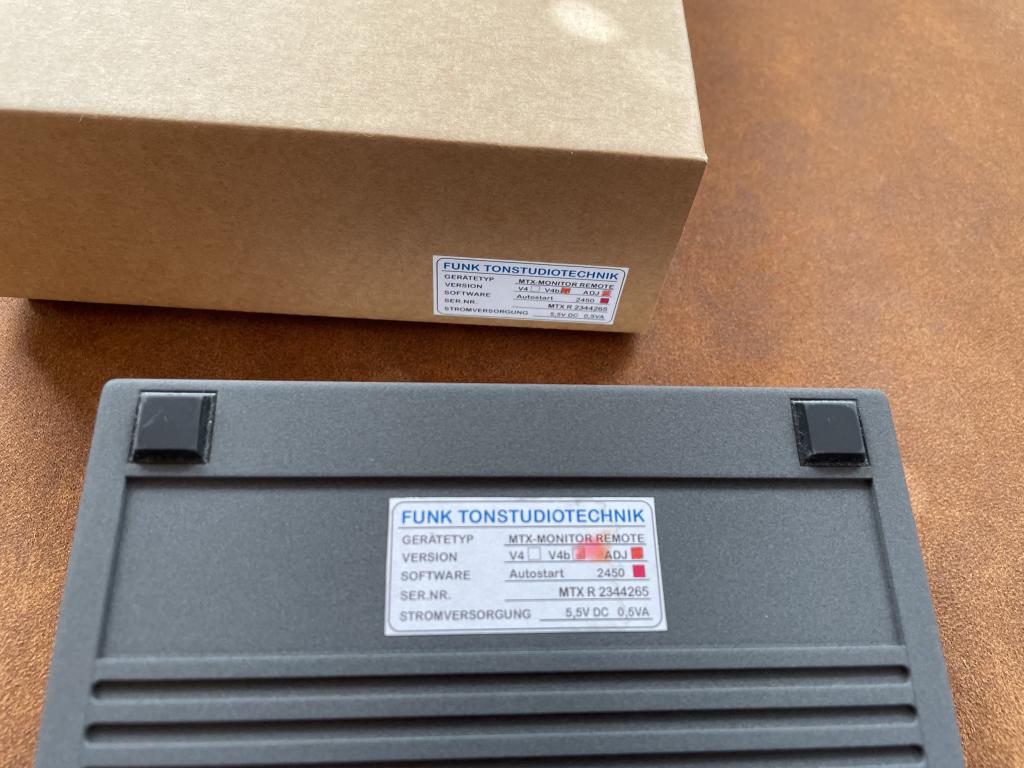 FUNK TONSTUDIOTECHNIK
GERÄTETYP MTX-MONITOR REMOTE
VERSION V4 V4b ADJ
SOFTWARE Autostart 2450
SER.NR. MTX R 2344265
STROMVERSORGUNG 5,5V DC 0,5VA
FUNK TONSTUDIOTECHNIK
GERÄTETYP MTX-MONITOR REMOTE
VERSION V4 V4b ADJ
SOFTWARE Autostart 2450
SER.NR. MTX R 2344265
STROMVERSORGUNG 5,5V DC 0,5VA